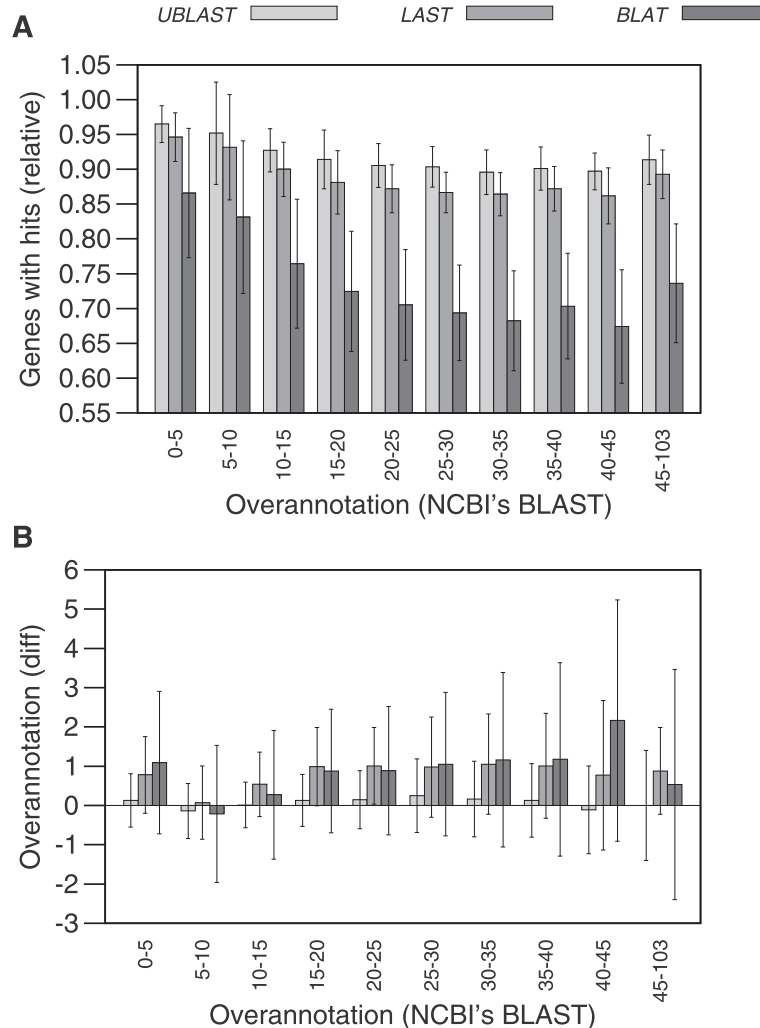 UBLAST LAST BLAT
A
1.05
1.00
0.95
0.90
0.85
0.80
0.75
0.70
0.65
0.60
0.55
Genes with hits (relative)
0-5 5-10 10-15 15-20 20-25 25-30 30-35 35-40 40-45 45-103
Overannotation (NCBI's BLAST)
B
6
5
4
3
2
1
0
-1
-2
-3
Overannotation (diff)
0-5 5-10 10-15 15-20 20-25 25-30 30-35 35-40 40-45 45-103
Overannotation (NCBI's BLAST)